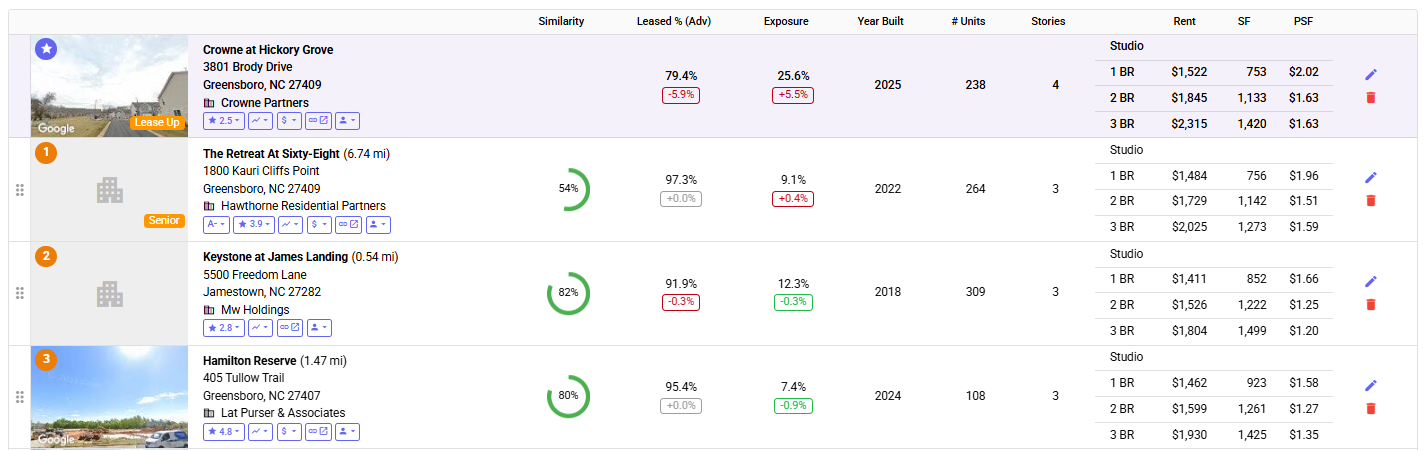 Similarity Leased % (Adv) Exposure Year Built # Units Stories Rent SF PSF
Crowne at Hickory Grove
3801 Brody Drive
Greensboro, NC 27409
Crowne Partners
2.5 $
Google Lease Up
79.4% -5.9%
25.6% +5.5%
2025 238 4
Studio
1 BR $1,522 753 $2.02
2 BR $1,845 1,133 $1.63
3 BR $2,315 1,420 $1.63
1
The Retreat At Sixty-Eight (6.74 mi)
1800 Kauri Cliffs Point
Greensboro, NC 27409
Hawthorne Residential Partners
A- 3.9 $
Senior
54%
97.3% +0.0%
9.1% +0.4%
2022 264 3
Studio
1 BR $1,484 756 $1.96
2 BR $1,729 1,142 $1.51
3 BR $2,025 1,273 $1.59
2
Keystone at James Landing (0.54 mi)
5500 Freedom Lane
Jamestown, NC 27282
Mw Holdings
2.8
82%
91.9% -0.3%
12.3% -0.3%
2018 309 3
Studio
1 BR $1,411 852 $1.66
2 BR $1,526 1,222 $1.25
3 BR $1,804 1,499 $1.20
3
Hamilton Reserve (1.47 mi)
405 Tullow Trail
Greensboro, NC 27407
Lat Purser & Associates
4.8 $
Google
80%
95.4% +0.0%
7.4% -0.9%
2024 108 3
Studio
1 BR $1,462 923 $1.58
2 BR $1,599 1,261 $1.27
3 BR $1,930 1,425 $1.35